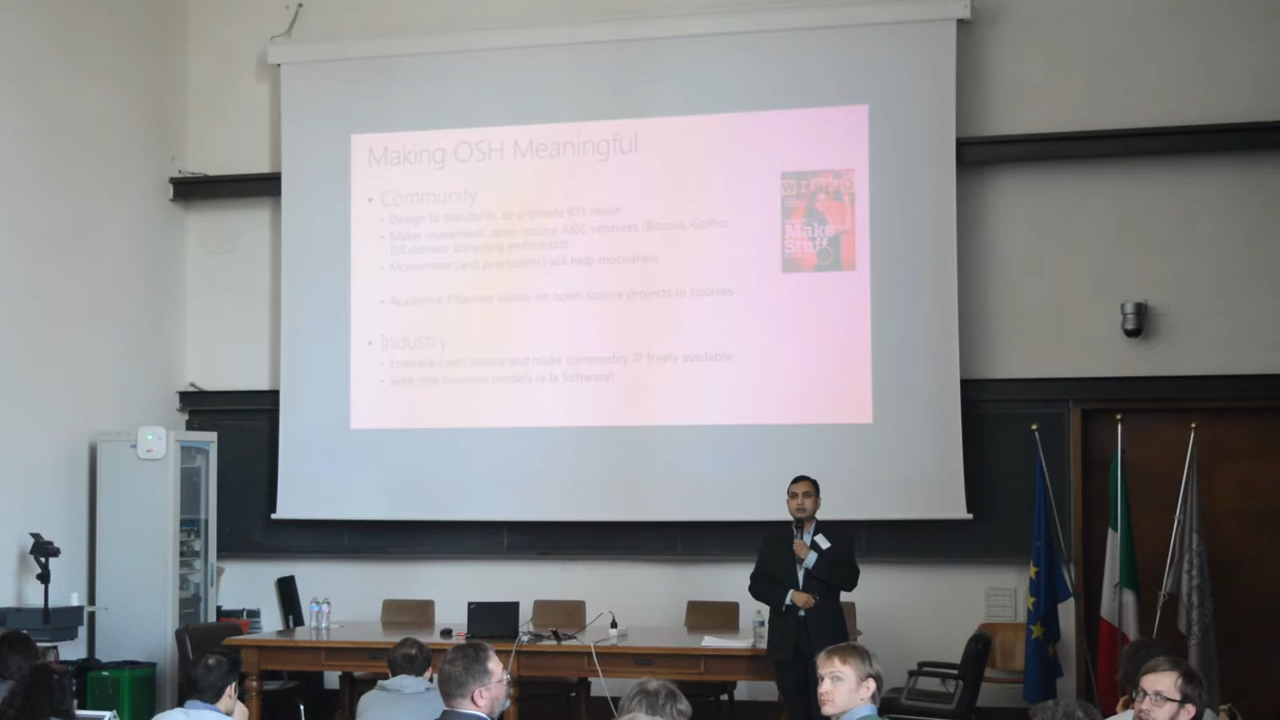 Making OSH Meaningful
• Community
• Design to standards, to promote RTL reuse
• Maker movement, open-source ASIC ventures (Bitcoin, GoPro,
DJI drones) attracting enthusiasts
• Momentum (and practicality) will help motivation
• Academia: Planning focus on open-source projects in courses
• Industry
• Embrace open source and make commodity IP freely available
• Seek new business models (a.la Software)
WIRED
Make
Stuff